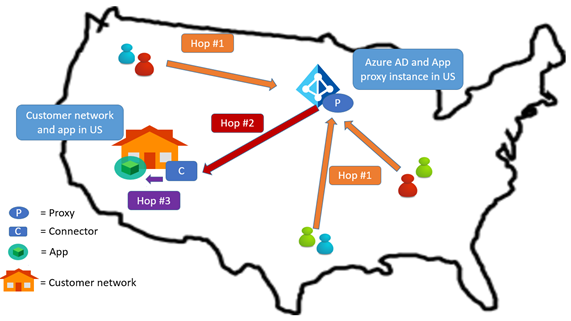 Hop #1
Azure AD and App
proxy instance in US
P
Customer network
and app in US
Hop #2
C
Hop #3
Hop #1
P = Proxy
C = Connector
= App
= Customer network